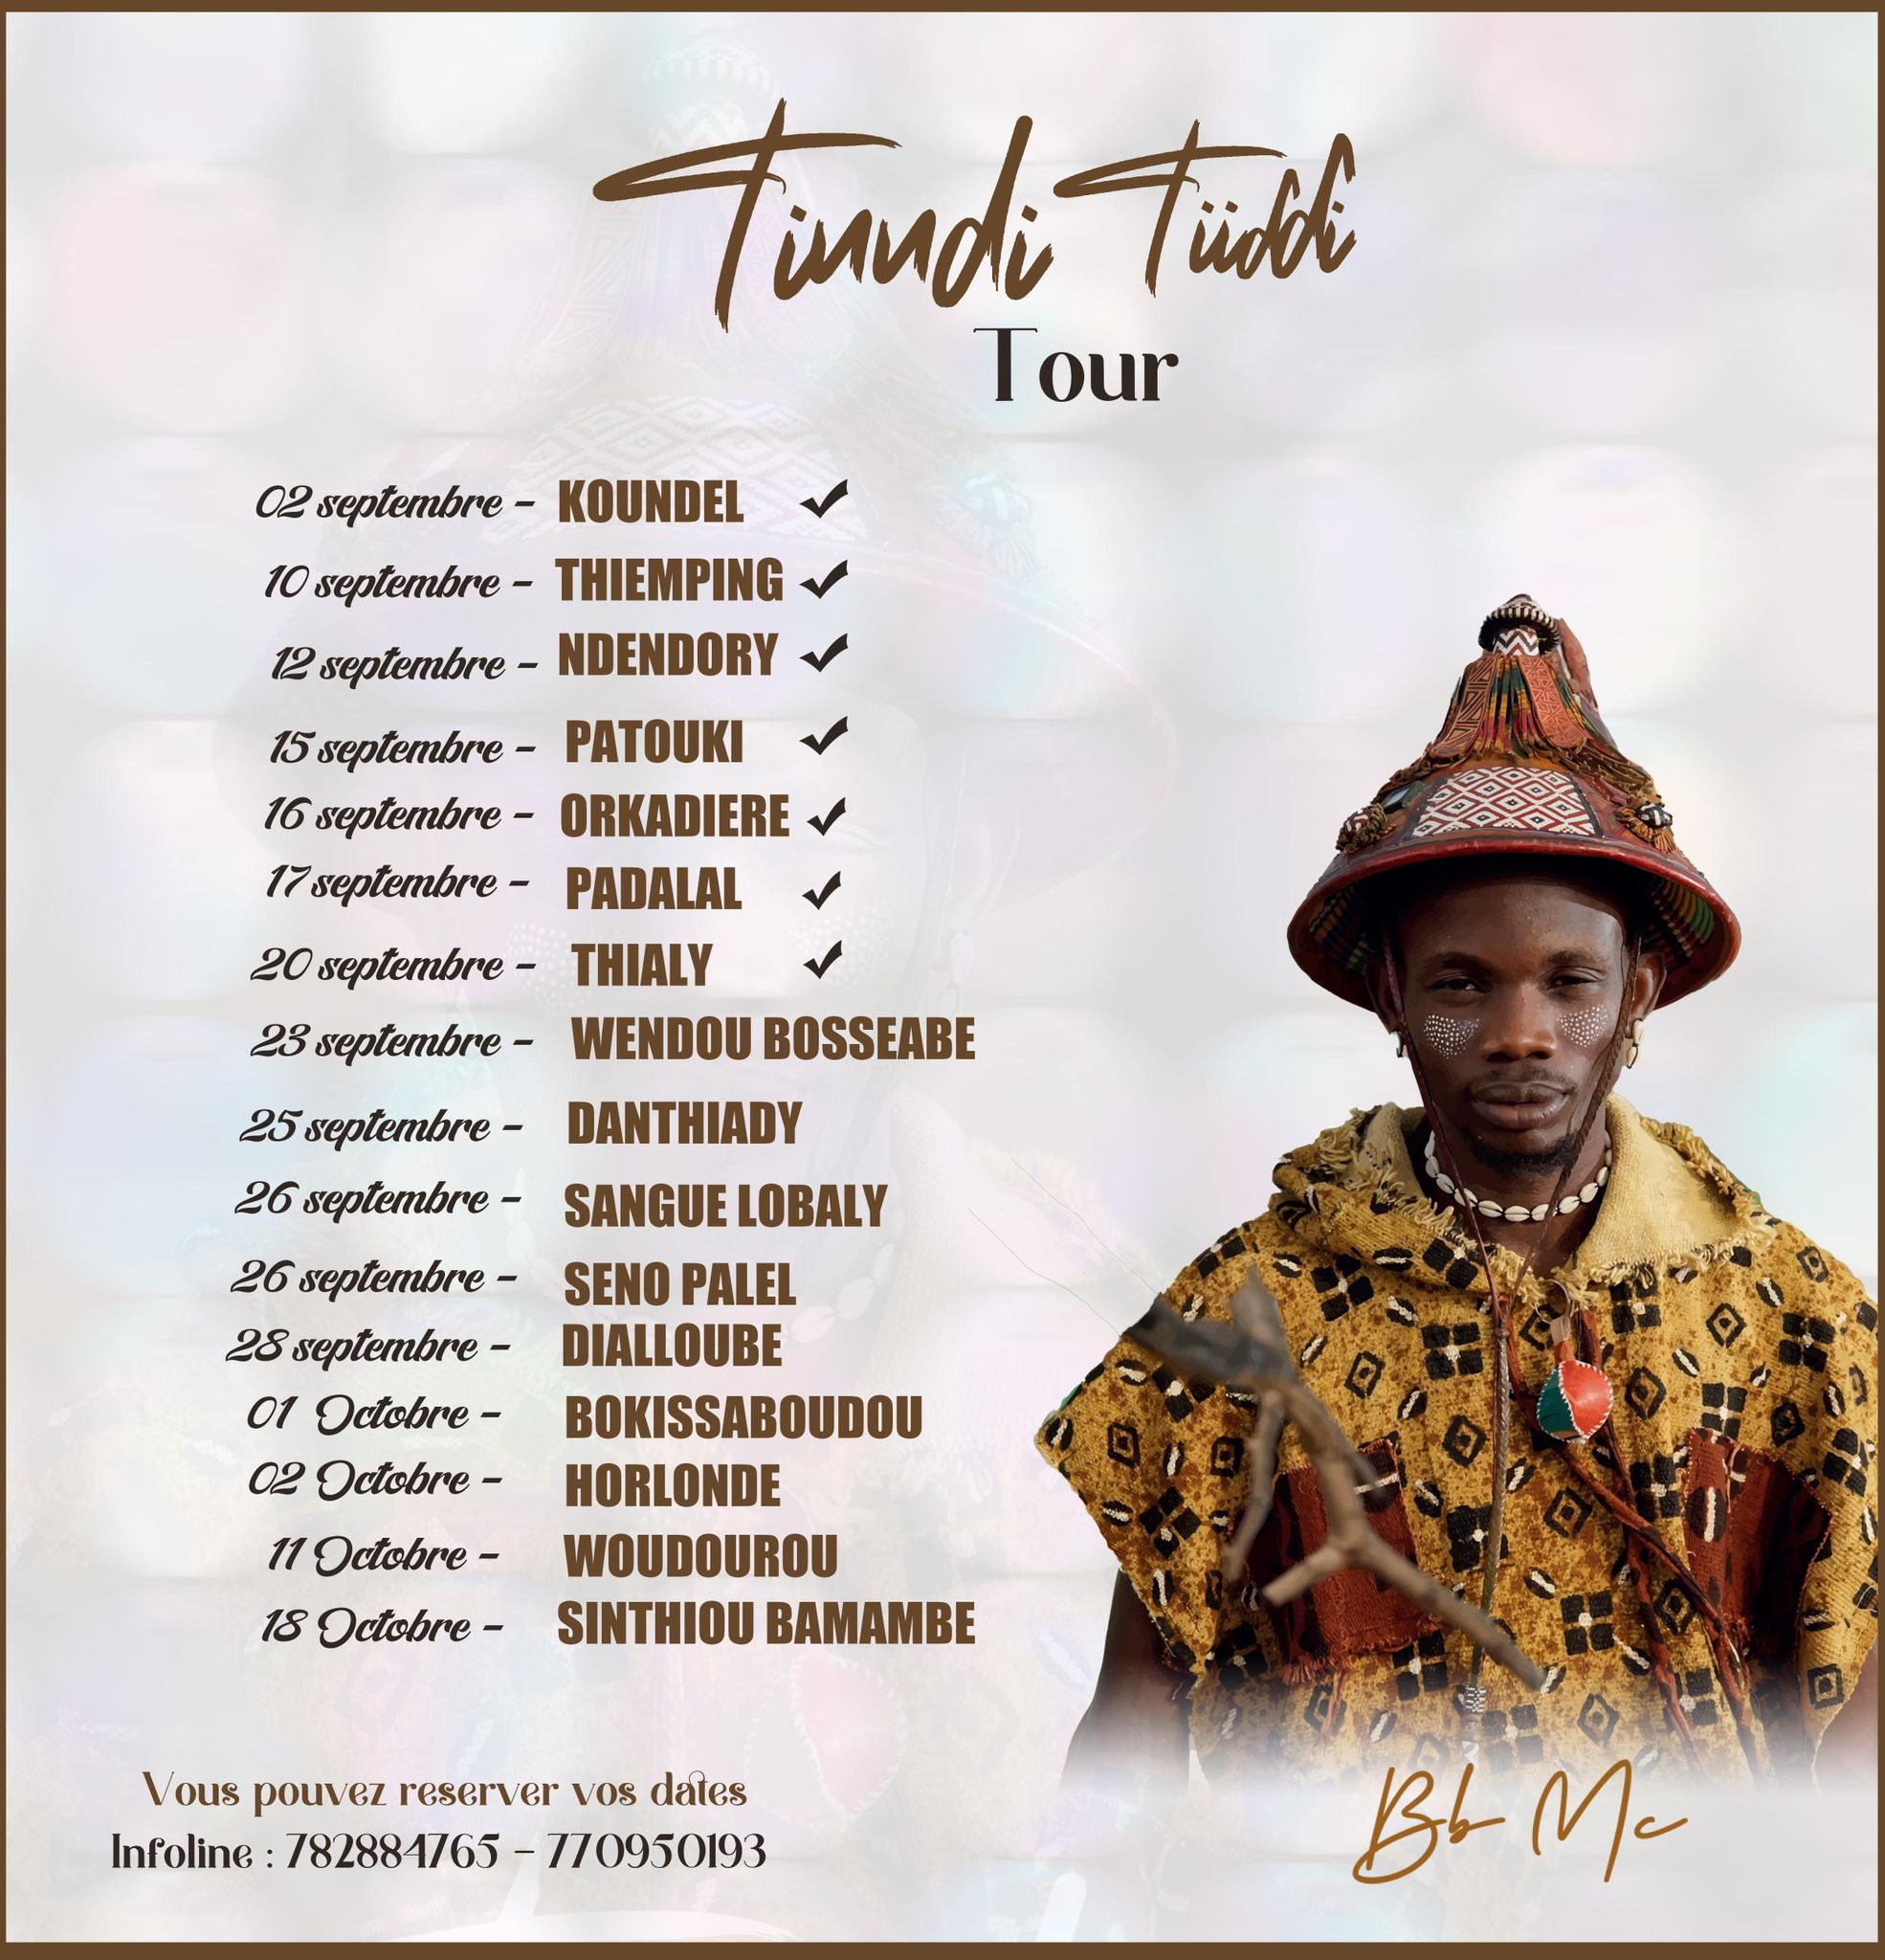 Tinndi Tiiɗɗi
Tour
02 septembre - KOUNDEL ✓
10 septembre - THIEMPING ✓
12 septembre - NDENDORY ✓
15 septembre - PATOUKI ✓
16 septembre - ORKADIERE ✓
17 septembre - PADALAL ✓
20 septembre - THIALY ✓
23 septembre - WENDOU BOSSEABE
25 septembre - DANTHIADY
26 septembre - SANGUE LOBALY
26 septembre - SENO PALEL
28 septembre - DIALLOUBE
01 Octobre - BOKISSABOUDOU
02 Octobre - HORLONDE
11 Octobre - WOUDOUROU
18 Octobre - SINTHIOU BAMAMBE
Vous pouvez reserver vos dates
Infoline : 782884765 - 770950193
Bb Mc